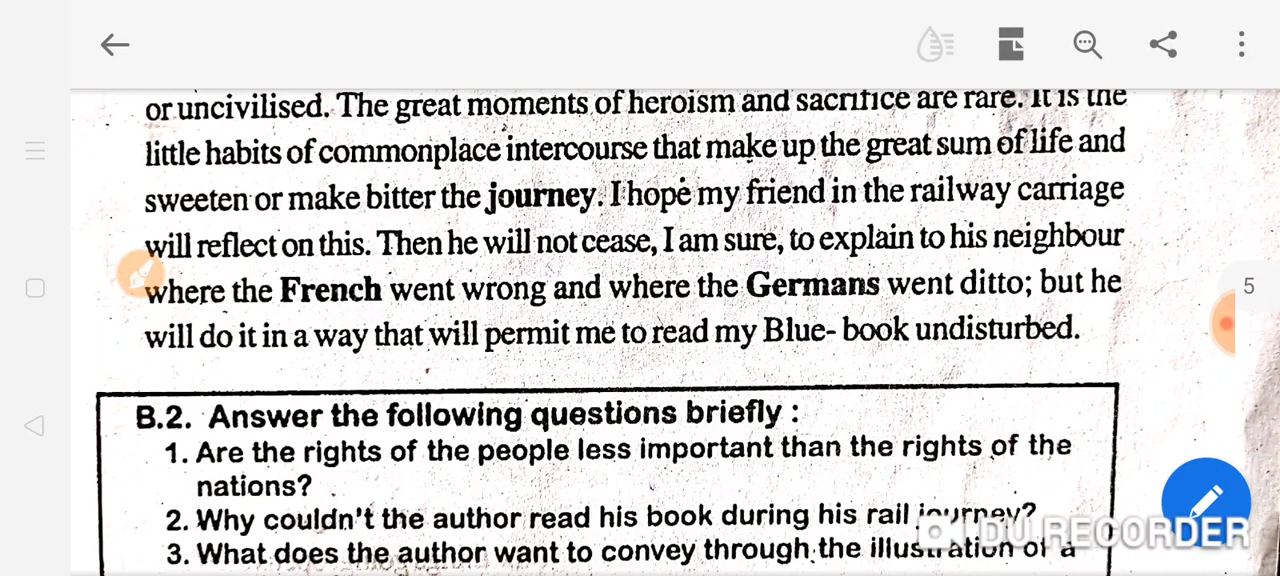 or uncivilised. The great moments of heroism and sacrifice are rare. It is the
little habits of commonplace intercourse that make up the great sum of life and
sweeten or make bitter the journey. I hope my friend in the railway carriage
will reflect on this. Then he will not cease, I am sure, to explain to his neighbour
where the French went wrong and where the Germans went ditto; but he
will do it in a way that will permit me to read my Blue- book undisturbed.
5
B.2. Answer the following questions briefly :
1. Are the rights of the people less important than the rights of the
nations?
2. Why couldn't the author read his book during his rail journey?
3. What does the author want to convey through the illustration of a
DU RECORDER